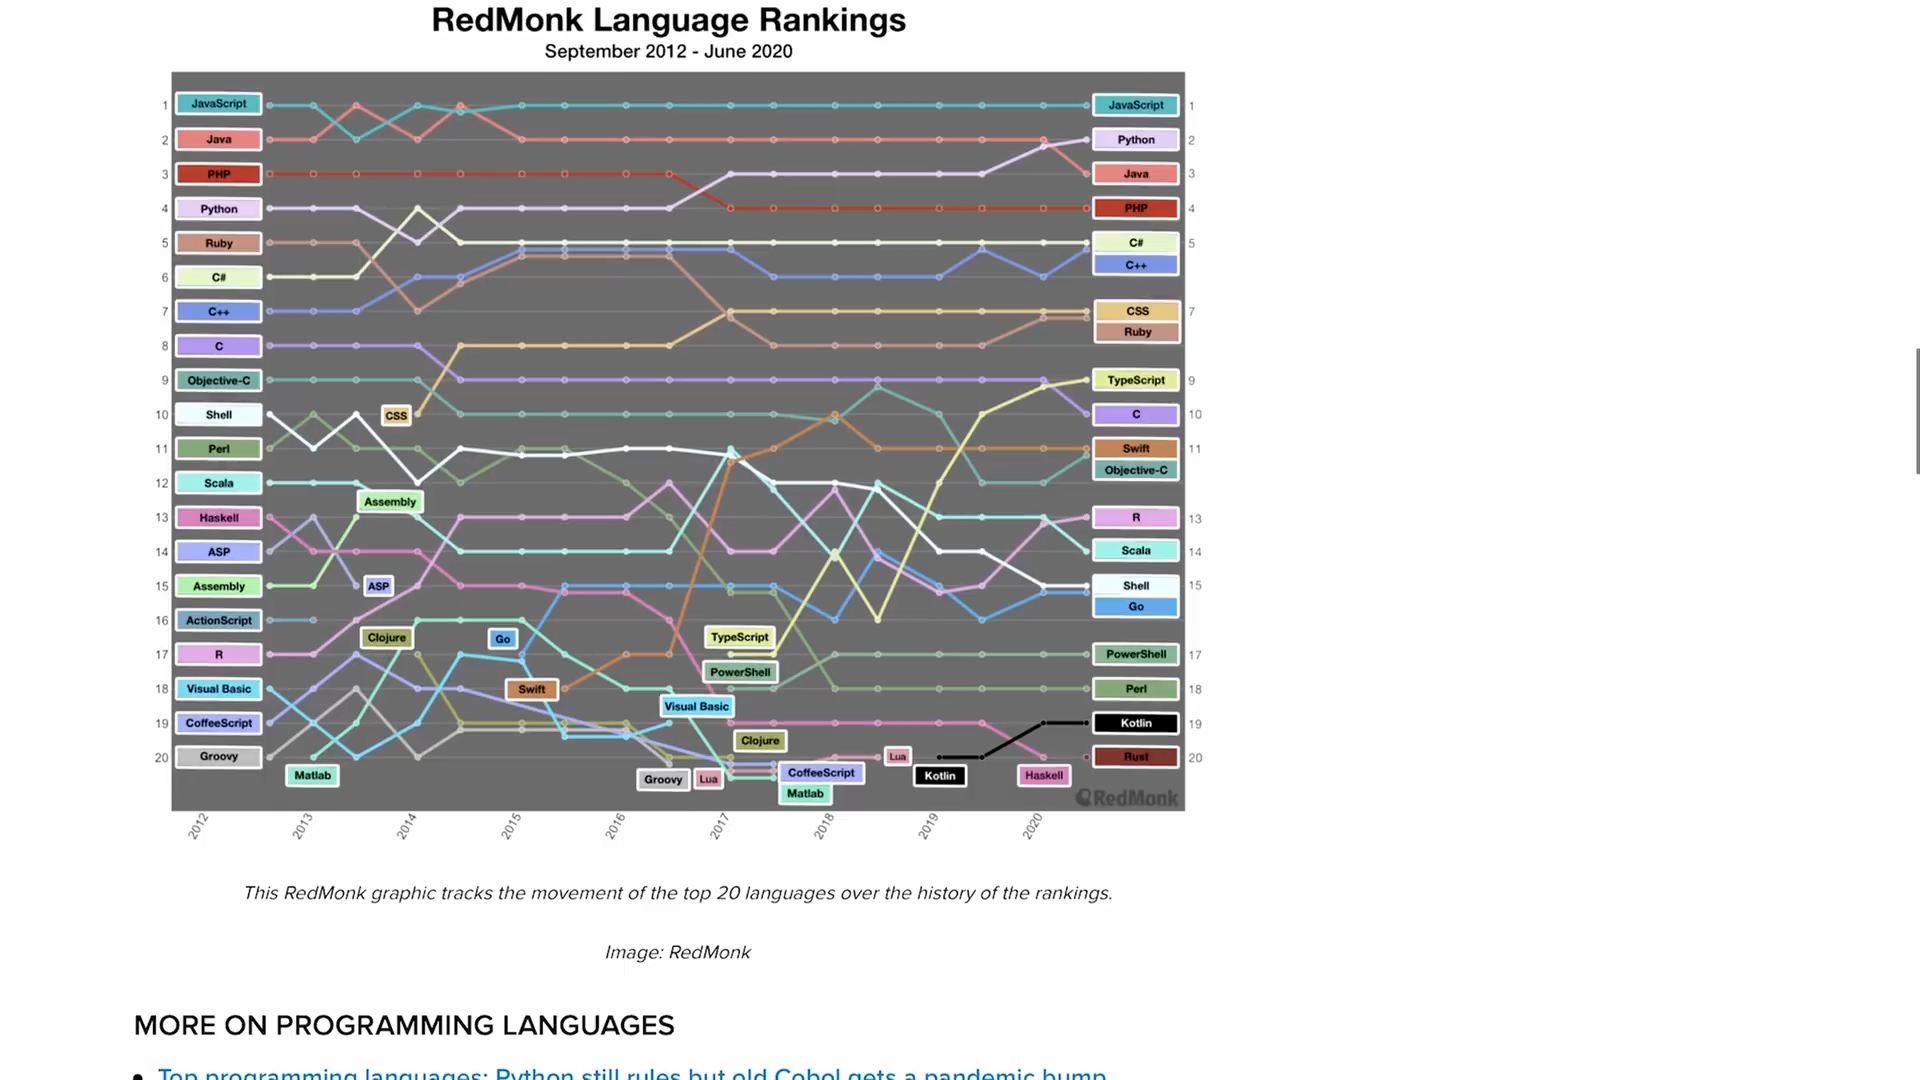 RedMonk Language Rankings
September 2012 - June 2020
1 JavaScript JavaScript 1
2 Java Python 2
3 PHP Java 3
4 Python PHP 4
5 Ruby C# 5
6 C# C++
7 C++ CSS 7
Ruby
8 C
9 Objective-C TypeScript 9
10 Shell CSS C 10
11 Perl Swift 11
Objective-C
12 Scala
Assembly
13 Haskell R 13
14 ASP Scala 14
15 Assembly ASP Shell 15
Go
16 ActionScript
Clojure Go TypeScript
17 R PowerShell 17
PowerShell
18 Visual Basic Swift Perl 18
Visual Basic
19 CoffeeScript Kotlin 19
Clojure
20 Groovy Lua Rust 20
Matlab Groovy Lua CoffeeScript Kotlin Haskell
Matlab RedMonk
2012 2013 2014 2015 2016 2017 2018 2019 2020
This RedMonk graphic tracks the movement of the top 20 languages over the history of the rankings.
Image: RedMonk
MORE ON PROGRAMMING LANGUAGES
• Top programming languages: Python still rules but old Cobol gets a pandemic bump